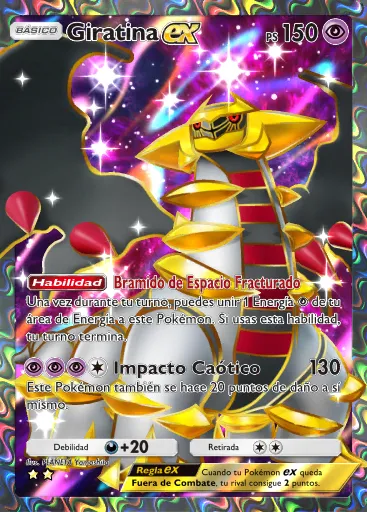 BÁSICO Giratina ex PS 150
Habilidad Bramido de Espacio Fracturado
Una vez durante tu turno, puedes unir 1 Energía de tu
área de Energía a este Pokémon. Si usas esta habilidad,
tu turno termina.
Impacto Caótico 130
Este Pokémon también se hace 20 puntos de daño a sí
mismo.
Debilidad +20 Retirada
Ilus. PLANETA
Regla ex Cuando tu Pokémon ex queda
Fuera de Combate, tu rival consigue 2 puntos.